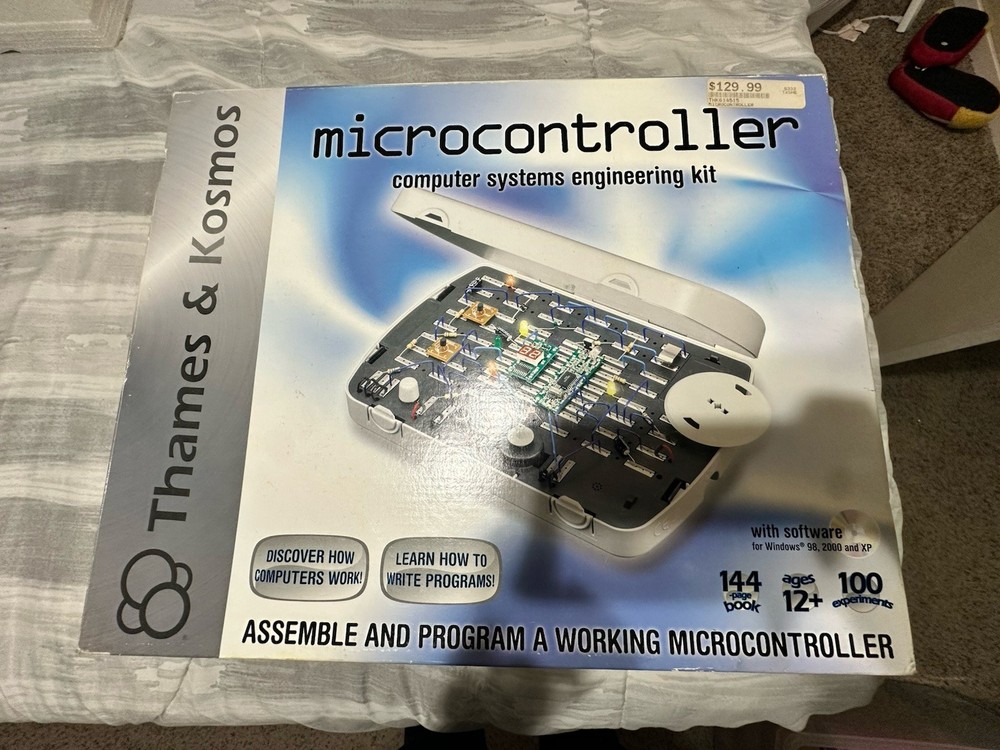 $129.99
microcontroller
computer systems engineering kit
Thames & Kosmos
88
with software
for Windows® 98, 2000 and XP
DISCOVER HOW
COMPUTERS WORK!
LEARN HOW TO
WRITE PROGRAMS!
144
-page
book
ages
12+
100
experiments
ASSEMBLE AND PROGRAM A WORKING MICROCONTROLLER